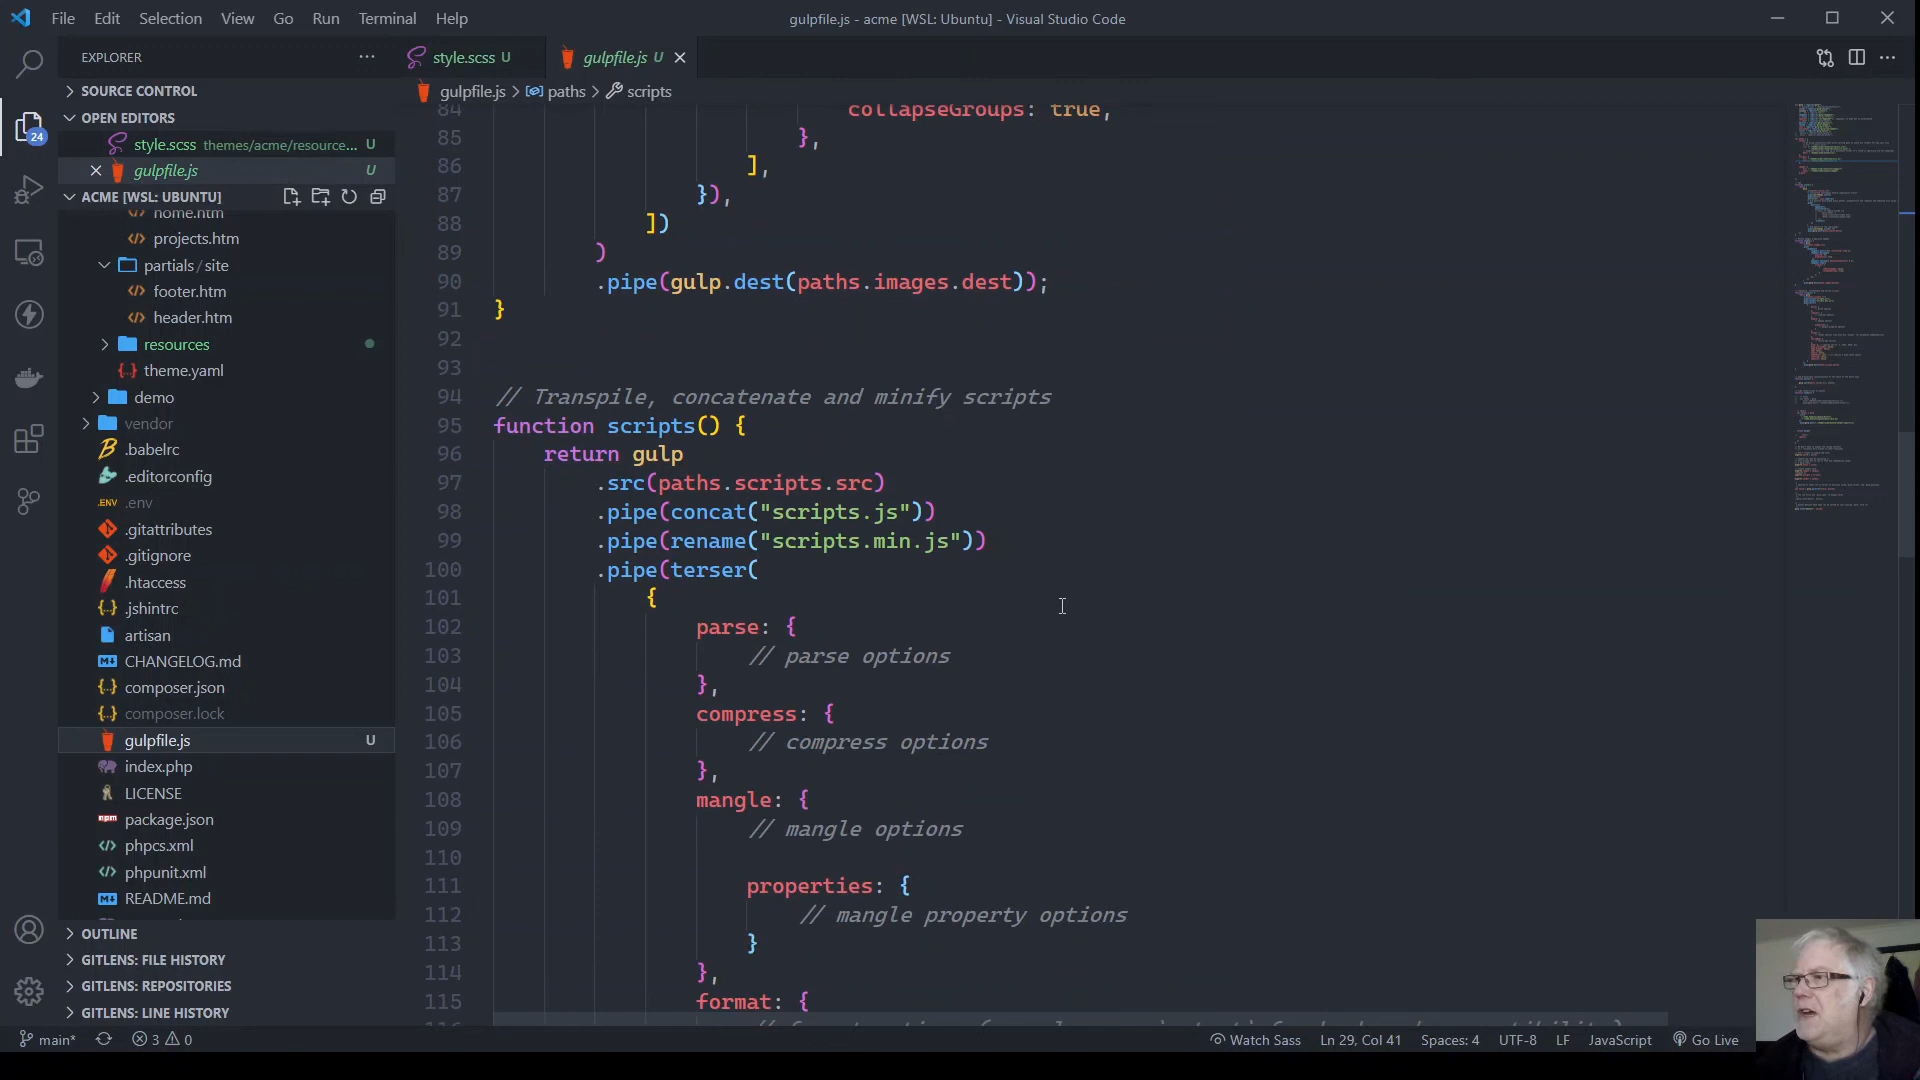 File Edit Selection View Go Run Terminal Help
gulpfile.js - acme [WSL: Ubuntu] - Visual Studio Code
EXPLORER
style.scss U
gulpfile.js U
SOURCE CONTROL
gulpfile.js > paths > scripts
OPEN EDITORS
style.scss themes/acme/resource... U
gulpfile.js U
ACME [WSL: UBUNTU]
home.htm
projects.htm
partials/site
footer.htm
header.htm
resources
theme.yaml
demo
vendor
.babelrc
.editorconfig
.ENV .env
.gitattributes
.gitignore
.htaccess
.jshintrc
artisan
CHANGELOG.md
composer.json
composer.lock
gulpfile.js U
index.php
LICENSE
package.json
phpcs.xml
phpunit.xml
README.md
OUTLINE
GITLENS: FILE HISTORY
GITLENS: REPOSITORIES
GITLENS: LINE HISTORY
24
84 collapseGroups: true,
85 },
86 ],
87 }),
88 ])
89 )
90 .pipe(gulp.dest(paths.images.dest));
91 }
92
93
94 // Transpile, concatenate and minify scripts
95 function scripts() {
96 return gulp
97 .src(paths.scripts.src)
98 .pipe(concat("scripts.js"))
99 .pipe(rename("scripts.min.js"))
100 .pipe(terser(
101 {
102 parse: {
103 // parse options
104 },
105 compress: {
106 // compress options
107 },
108 mangle: {
109 // mangle options
110
111 properties: {
112 // mangle property options
113 }
114 },
115 format: {
main* 3 0
Watch Sass Ln 29, Col 41 Spaces: 4 UTF-8 LF JavaScript Go Live